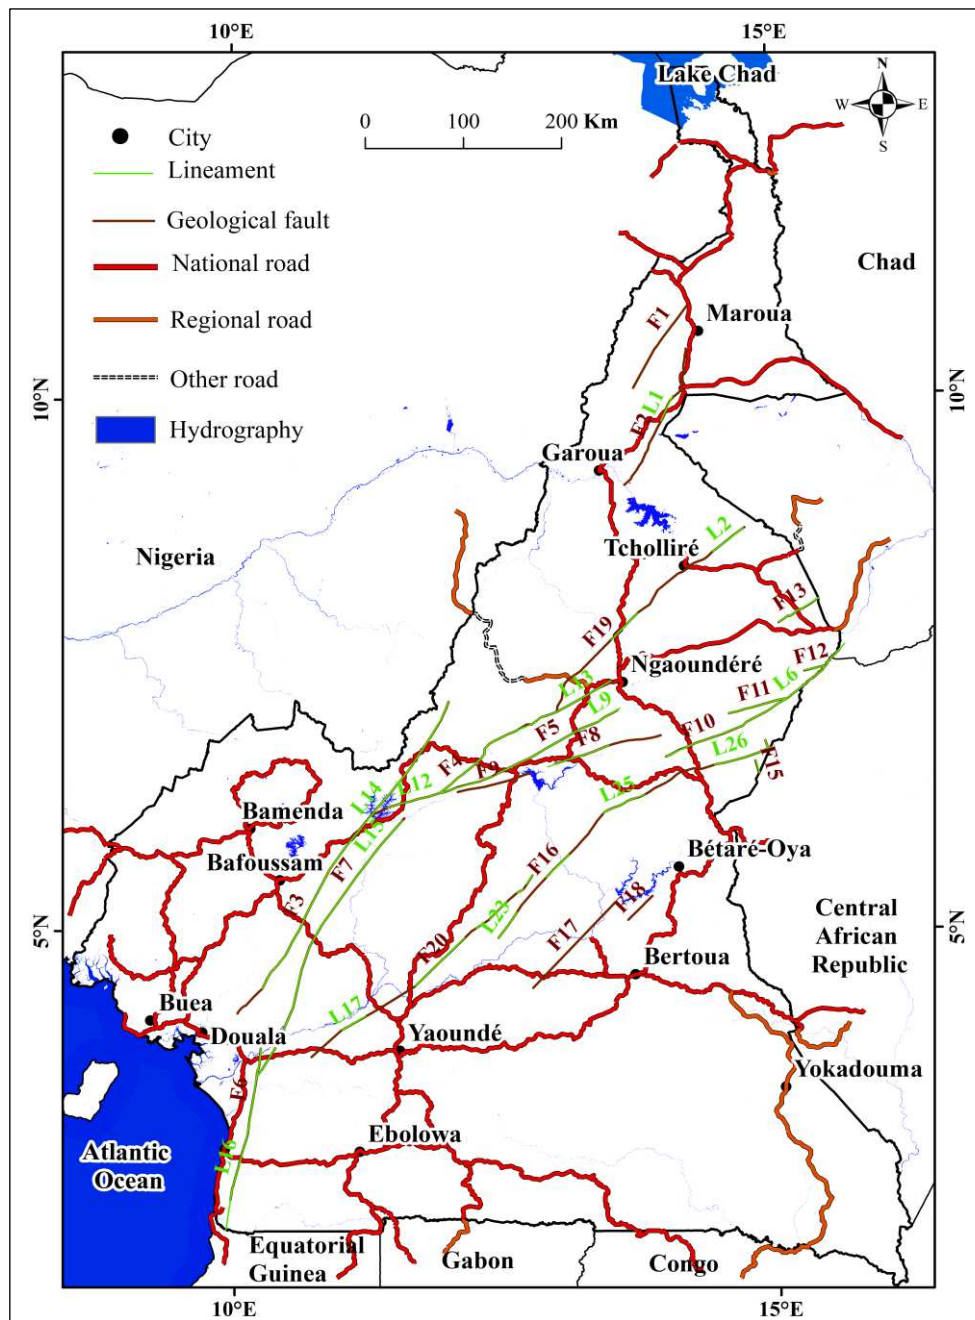 10°E
15°E
Lake Chad
N
W
E
S
0
100
200 Km
City
Lineament
Geological fault
National road
Regional road
Other road
Hydrography
Chad
F1
Maroua
10°N
10°N
L1
F2
Garoua
L2
Nigeria
Tcholliré
F13
F19
F12
Ngaoundéré
L13
L6
L9
F11
F5
F10
F8
L26
F4
F9
F15
L14
L12
L25
Bamenda
L15
Bétaré-Oya
Bafoussam
F16
F7
F18
F3
L23
Central
African
Republic
5°N
5°N
F17
F20
Bertoua
L17
Buea
Douala
Yaoundé
Yokadouma
F6
Ebolowa
Atlantic
Ocean
L16
Equatorial
Guinea
Gabon
Congo
10°E
15°E